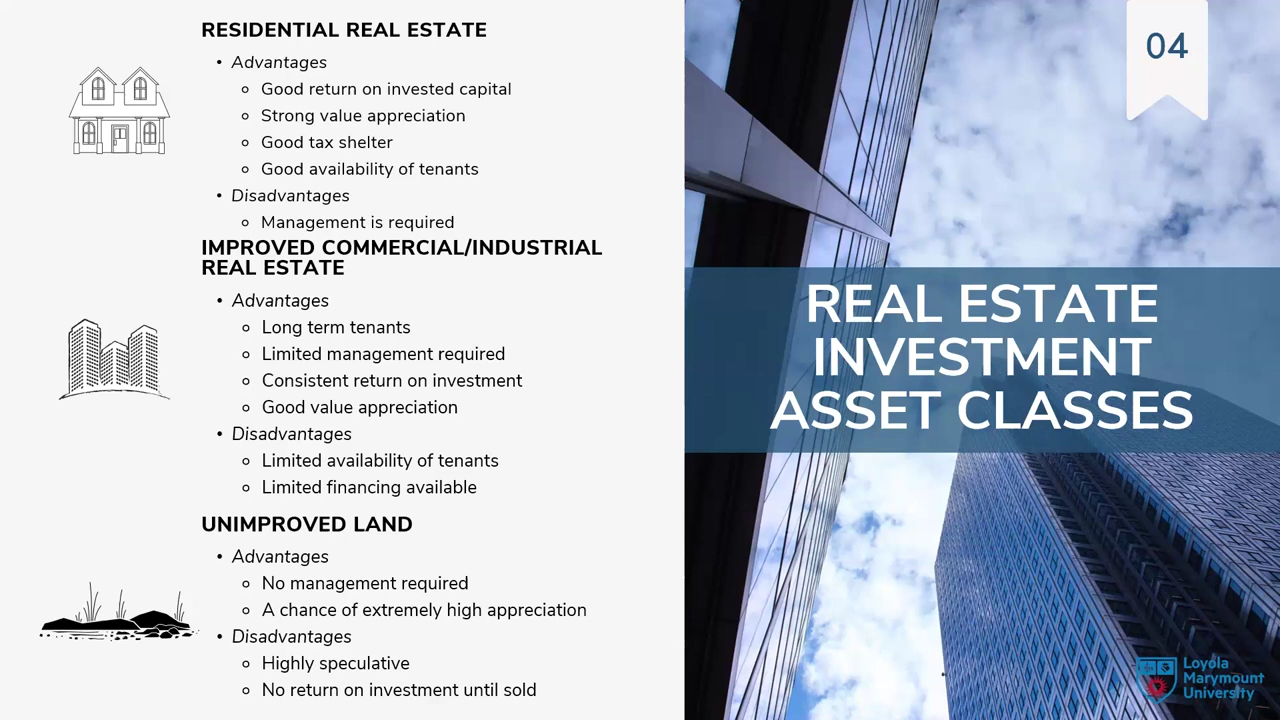 RESIDENTIAL REAL ESTATE
• Advantages
Good return on invested capital
Strong value appreciation
Good tax shelter
Good availability of tenants
• Disadvantages
Management is required
IMPROVED COMMERCIAL/INDUSTRIAL
REAL ESTATE
• Advantages
Long term tenants
Limited management required
Consistent return on investment
Good value appreciation
• Disadvantages
Limited availability of tenants
Limited financing available
UNIMPROVED LAND
• Advantages
No management required
A chance of extremely high appreciation
• Disadvantages
Highly speculative
No return on investment until sold
04
REAL ESTATE
INVESTMENT
ASSET CLASSES
Loyola
Marymount
University